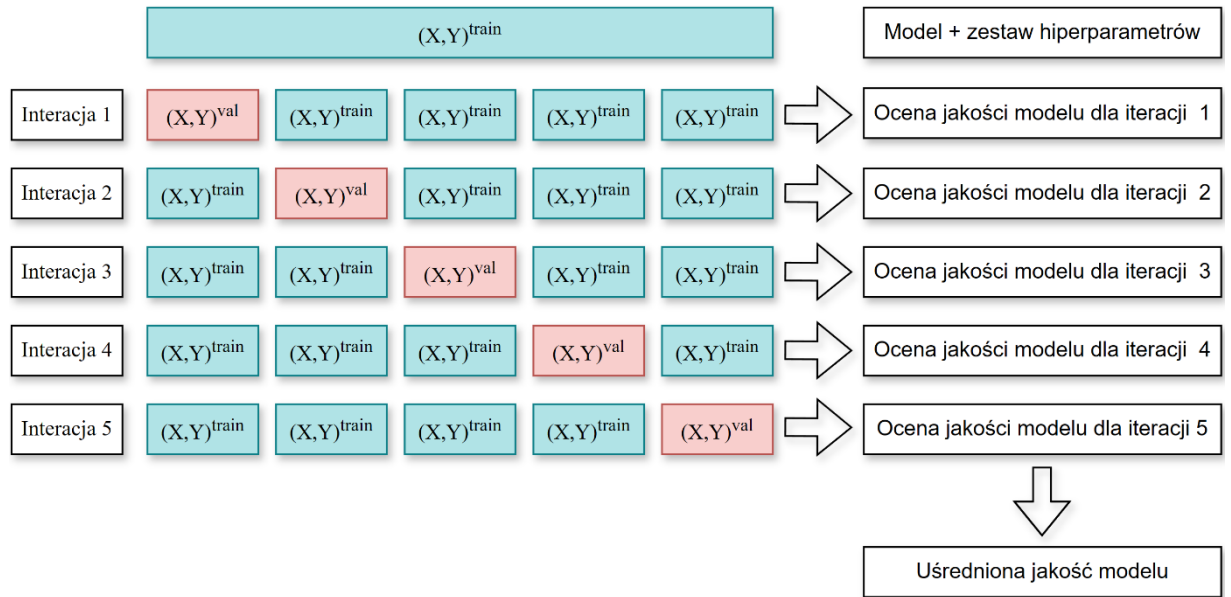 (X,Y)^train Model + zestaw hiperparametrów
Interacja 1 (X,Y)^val (X,Y)^train (X,Y)^train (X,Y)^train (X,Y)^train Ocena jakości modelu dla iteracji 1
Interacja 2 (X,Y)^train (X,Y)^val (X,Y)^train (X,Y)^train (X,Y)^train Ocena jakości modelu dla iteracji 2
Interacja 3 (X,Y)^train (X,Y)^train (X,Y)^val (X,Y)^train (X,Y)^train Ocena jakości modelu dla iteracji 3
Interacja 4 (X,Y)^train (X,Y)^train (X,Y)^train (X,Y)^val (X,Y)^train Ocena jakości modelu dla iteracji 4
Interacja 5 (X,Y)^train (X,Y)^train (X,Y)^train (X,Y)^train (X,Y)^val Ocena jakości modelu dla iteracji 5
Uśredniona jakość modelu